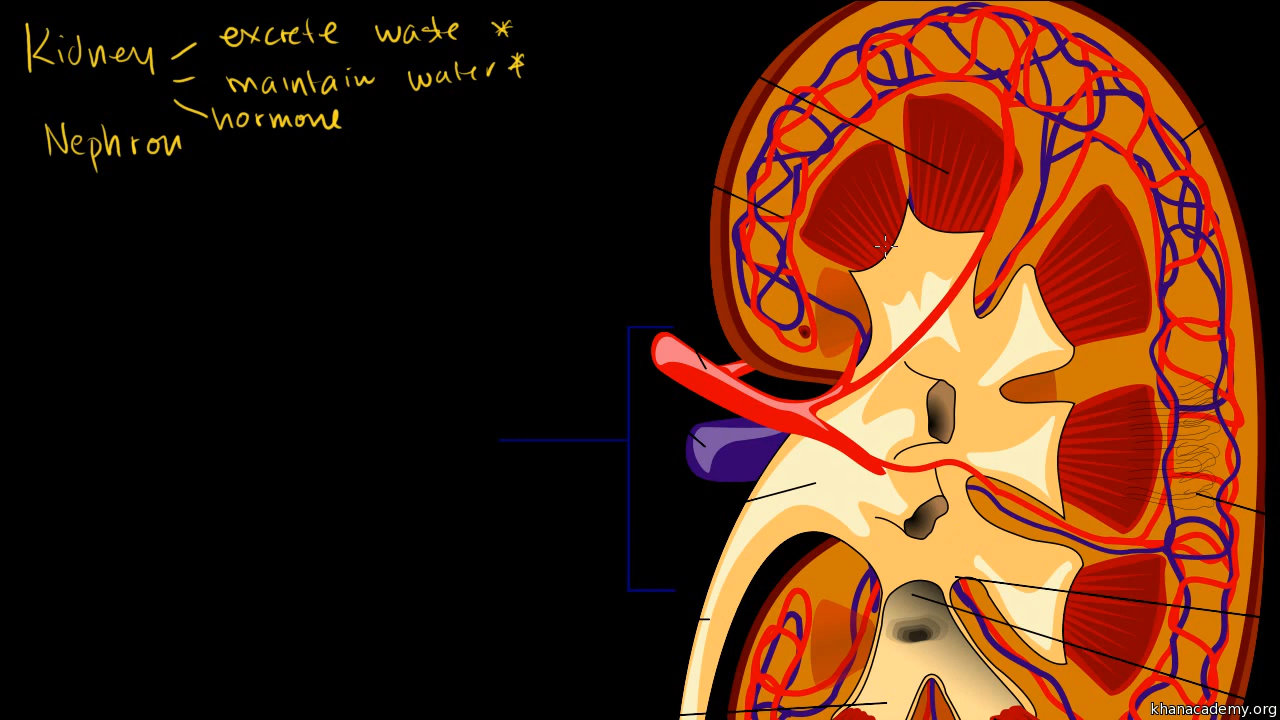 Kidney
excrete waste *
maintain water *
hormone
Nephron
khanacademy.org